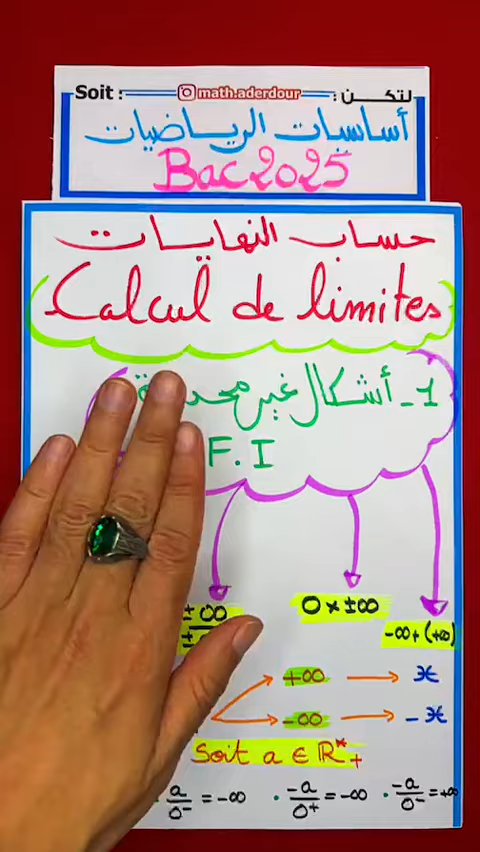 Soit : math.aderdour لتكن :
أساسيات الرياضيات
Bac2025
حساب النهايات
Calcul de limites
1- أشكال غير
F.I
0 × ±∞
-∞+(+∞)
+∞ → x
-∞ → -x
Soit a ∈ ℝ*₊
a/0⁻ = -∞ · -a/0⁺ = -∞ · -a/0⁻ = +∞